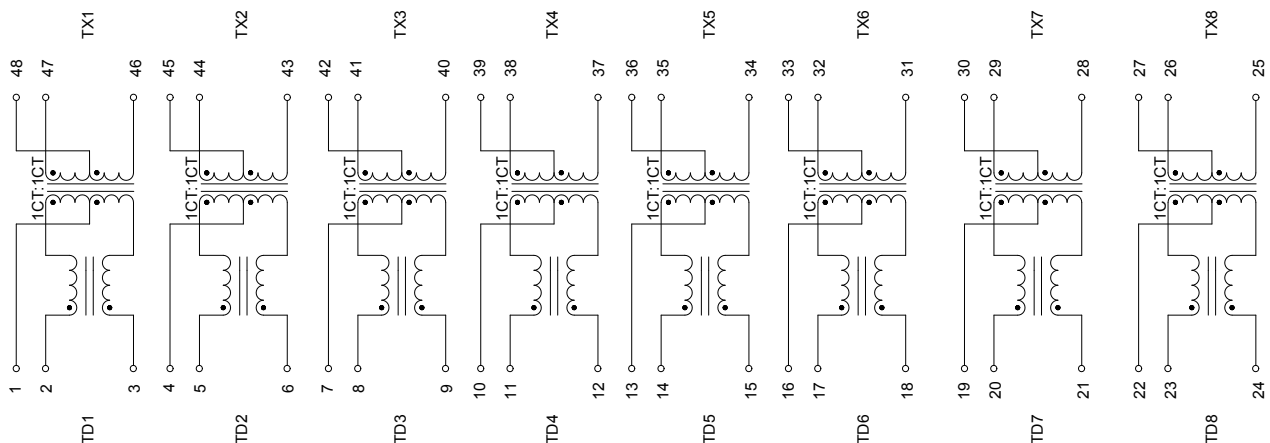 TX1 TX2 TX3 TX4 TX5 TX6 TX7 TX8
48 47 46 45 44 43 42 41 40 39 38 37 36 35 34 33 32 31 30 29 28 27 26 25
1CT:1CT 1CT:1CT 1CT:1CT 1CT:1CT 1CT:1CT 1CT:1CT 1CT:1CT 1CT:1CT
1 2 3 4 5 6 7 8 9 10 11 12 13 14 15 16 17 18 19 20 21 22 23 24
TD1 TD2 TD3 TD4 TD5 TD6 TD7 TD8